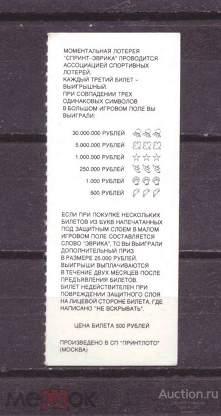 МОМЕНТАЛЬНАЯ ЛОТЕРЕЯ
"СПРИНТ-ЭВРИКА" ПРОВОДИТСЯ
АССОЦИАЦИЕЙ СПОРТИВНЫХ
ЛОТЕРЕЙ.
КАЖДЫЙ ТРЕТИЙ БИЛЕТ -
ВЫИГРЫШНЫЙ.
ПРИ СОВПАДЕНИИ ТРЕХ
ОДИНАКОВЫХ СИМВОЛОВ
В БОЛЬШОМ ИГРОВОМ ПОЛЕ ВЫ
ВЫИГРАЛИ:
30.000.000 РУБЛЕЙ
5.000.000 РУБЛЕЙ
1.000.000 РУБЛЕЙ
250.000 РУБЛЕЙ
1.000 РУБЛЕЙ
500 РУБЛЕЙ
ЕСЛИ ПРИ ПОКУПКЕ НЕСКОЛЬКИХ
БИЛЕТОВ ИЗ БУКВ НАПЕЧАТАННЫХ
ПОД ЗАЩИТНЫМ СЛОЕМ В МАЛОМ
ИГРОВОМ ПОЛЕ СОСТАВЛЯЕТСЯ
СЛОВО "ЭВРИКА", ТО ВЫ ВЫИГРАЛИ
ДОПОЛНИТЕЛЬНЫЙ ПРИЗ
В РАЗМЕРЕ 25.000 РУБЛЕЙ.
ВЫИГРЫШИ ВЫПЛАЧИВАЮТСЯ
В ТЕЧЕНИЕ ДВУХ МЕСЯЦЕВ ПОСЛЕ
ПРЕДЪЯВЛЕНИЯ БИЛЕТА.
БИЛЕТ НЕДЕЙСТВИТЕЛЕН ПРИ
ПОВРЕЖДЕНИИ ЗАЩИТНОГО СЛОЯ
НА ЛИЦЕВОЙ СТОРОНЕ БИЛЕТА, ГДЕ
НАПИСАНО "НЕ ВСКРЫВАТЬ".
ЦЕНА БИЛЕТА 500 РУБЛЕЙ
ПРОИЗВЕДЕНО В СП "ПРИНТЛОТО"
(МОСКВА)
Meshok.net
Auction.ru